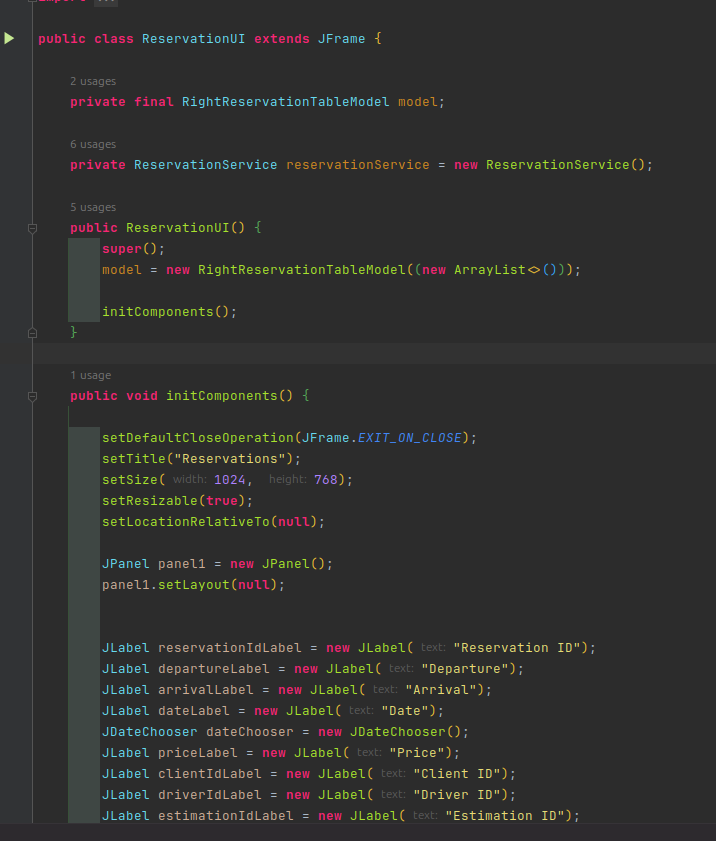 import ...
public class ReservationUI extends JFrame {
2 usages
private final RightReservationTableModel model;
6 usages
private ReservationService reservationService = new ReservationService();
5 usages
public ReservationUI() {
super();
model = new RightReservationTableModel((new ArrayList<>()));
initComponents();
}
1 usage
public void initComponents() {
setDefaultCloseOperation(JFrame.EXIT_ON_CLOSE);
setTitle("Reservations");
setSize( width: 1024, height: 768);
setResizable(true);
setLocationRelativeTo(null);
JPanel panel1 = new JPanel();
panel1.setLayout(null);
JLabel reservationIdLabel = new JLabel( text: "Reservation ID");
JLabel departureLabel = new JLabel( text: "Departure");
JLabel arrivalLabel = new JLabel( text: "Arrival");
JLabel dateLabel = new JLabel( text: "Date");
JDateChooser dateChooser = new JDateChooser();
JLabel priceLabel = new JLabel( text: "Price");
JLabel clientIdLabel = new JLabel( text: "Client ID");
JLabel driverIdLabel = new JLabel( text: "Driver ID");
JLabel estimationIdLabel = new JLabel( text: "Estimation ID");